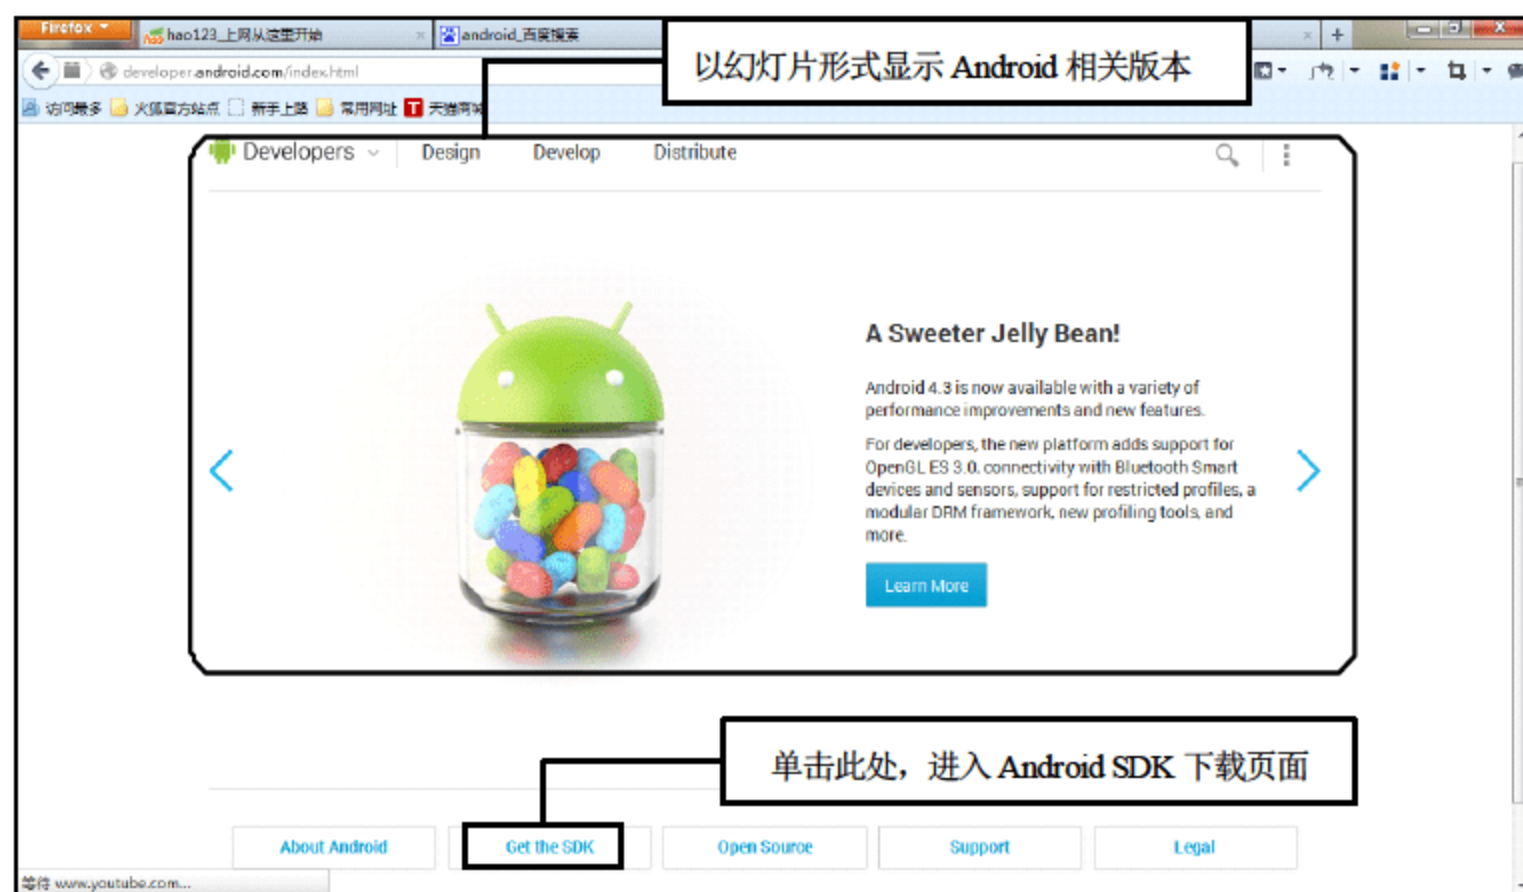 Firefox
hao123_上网从这里开始
android_百度搜索
以幻灯片形式显示 Android 相关版本
developer.android.com/index.html
访问最多 火狐官方站点 新手上路 常用网址 天猫商城
Developers Design Develop Distribute
A Sweeter Jelly Bean!
Android 4.3 is now available with a variety of
performance improvements and new features.
For developers, the new platform adds support for
OpenGL ES 3.0, connectivity with Bluetooth Smart
devices and sensors, support for restricted profiles, a
modular DRM framework, new profiling tools, and
more.
Learn More
单击此处，进入 Android SDK 下载页面
About Android Get the SDK Open Source Support Legal
等待 www.youtube.com...